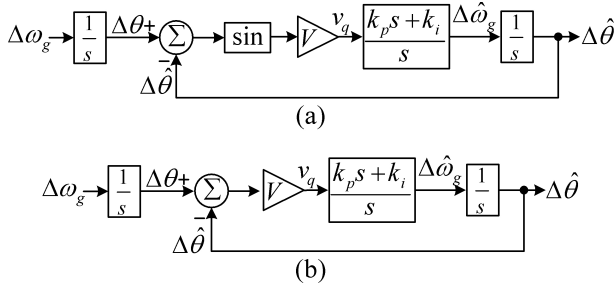 Δω_g 1/s Δθ + Σ sin V v_q (k_p s + k_i)/s Δω̂_g 1/s Δθ̂
− Δθ̂
(a)
Δω_g 1/s Δθ + Σ V v_q (k_p s + k_i)/s Δω̂_g 1/s Δθ̂
− Δθ̂
(b)